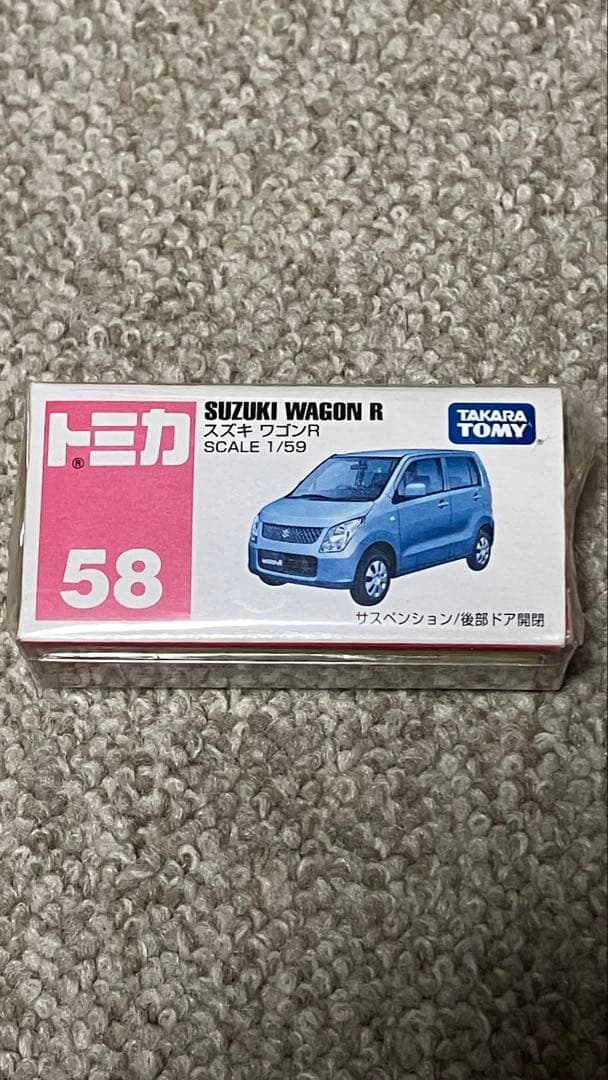 トミカ®
58
SUZUKI WAGON R
スズキ ワゴンR
SCALE 1/59
TAKARA
TOMY
サスペンション/後部ドア開閉